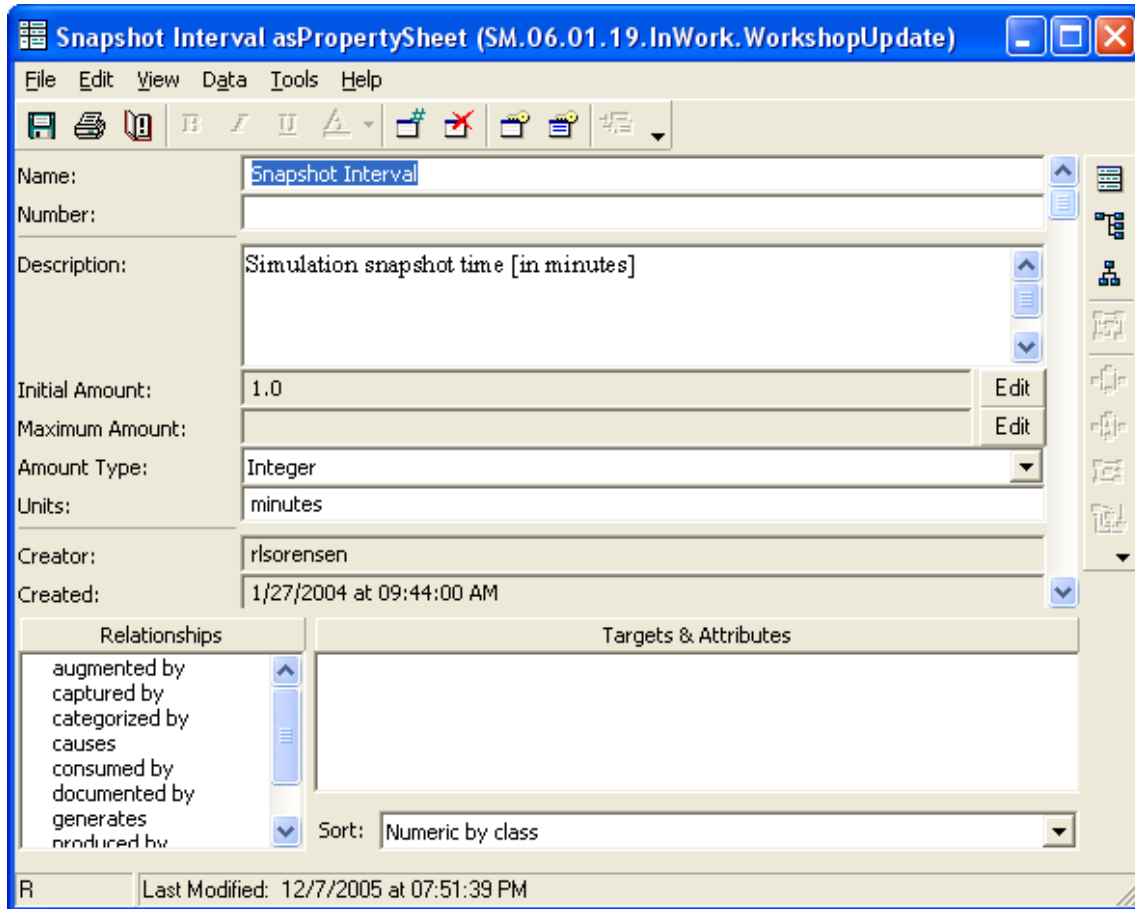 Snapshot Interval asPropertySheet (SM.06.01.19.InWork.WorkshopUpdate)
File Edit View Data Tools Help
B I U A
Name: Snapshot Interval
Number:
Description: Simulation snapshot time [in minutes]
Initial Amount: 1.0 Edit
Maximum Amount: Edit
Amount Type: Integer
Units: minutes
Creator: rlsorensen
Created: 1/27/2004 at 09:44:00 AM
Relationships Targets & Attributes
augmented by
captured by
categorized by
causes
consumed by
documented by
generates
produced by
Sort: Numeric by class
R Last Modified: 12/7/2005 at 07:51:39 PM